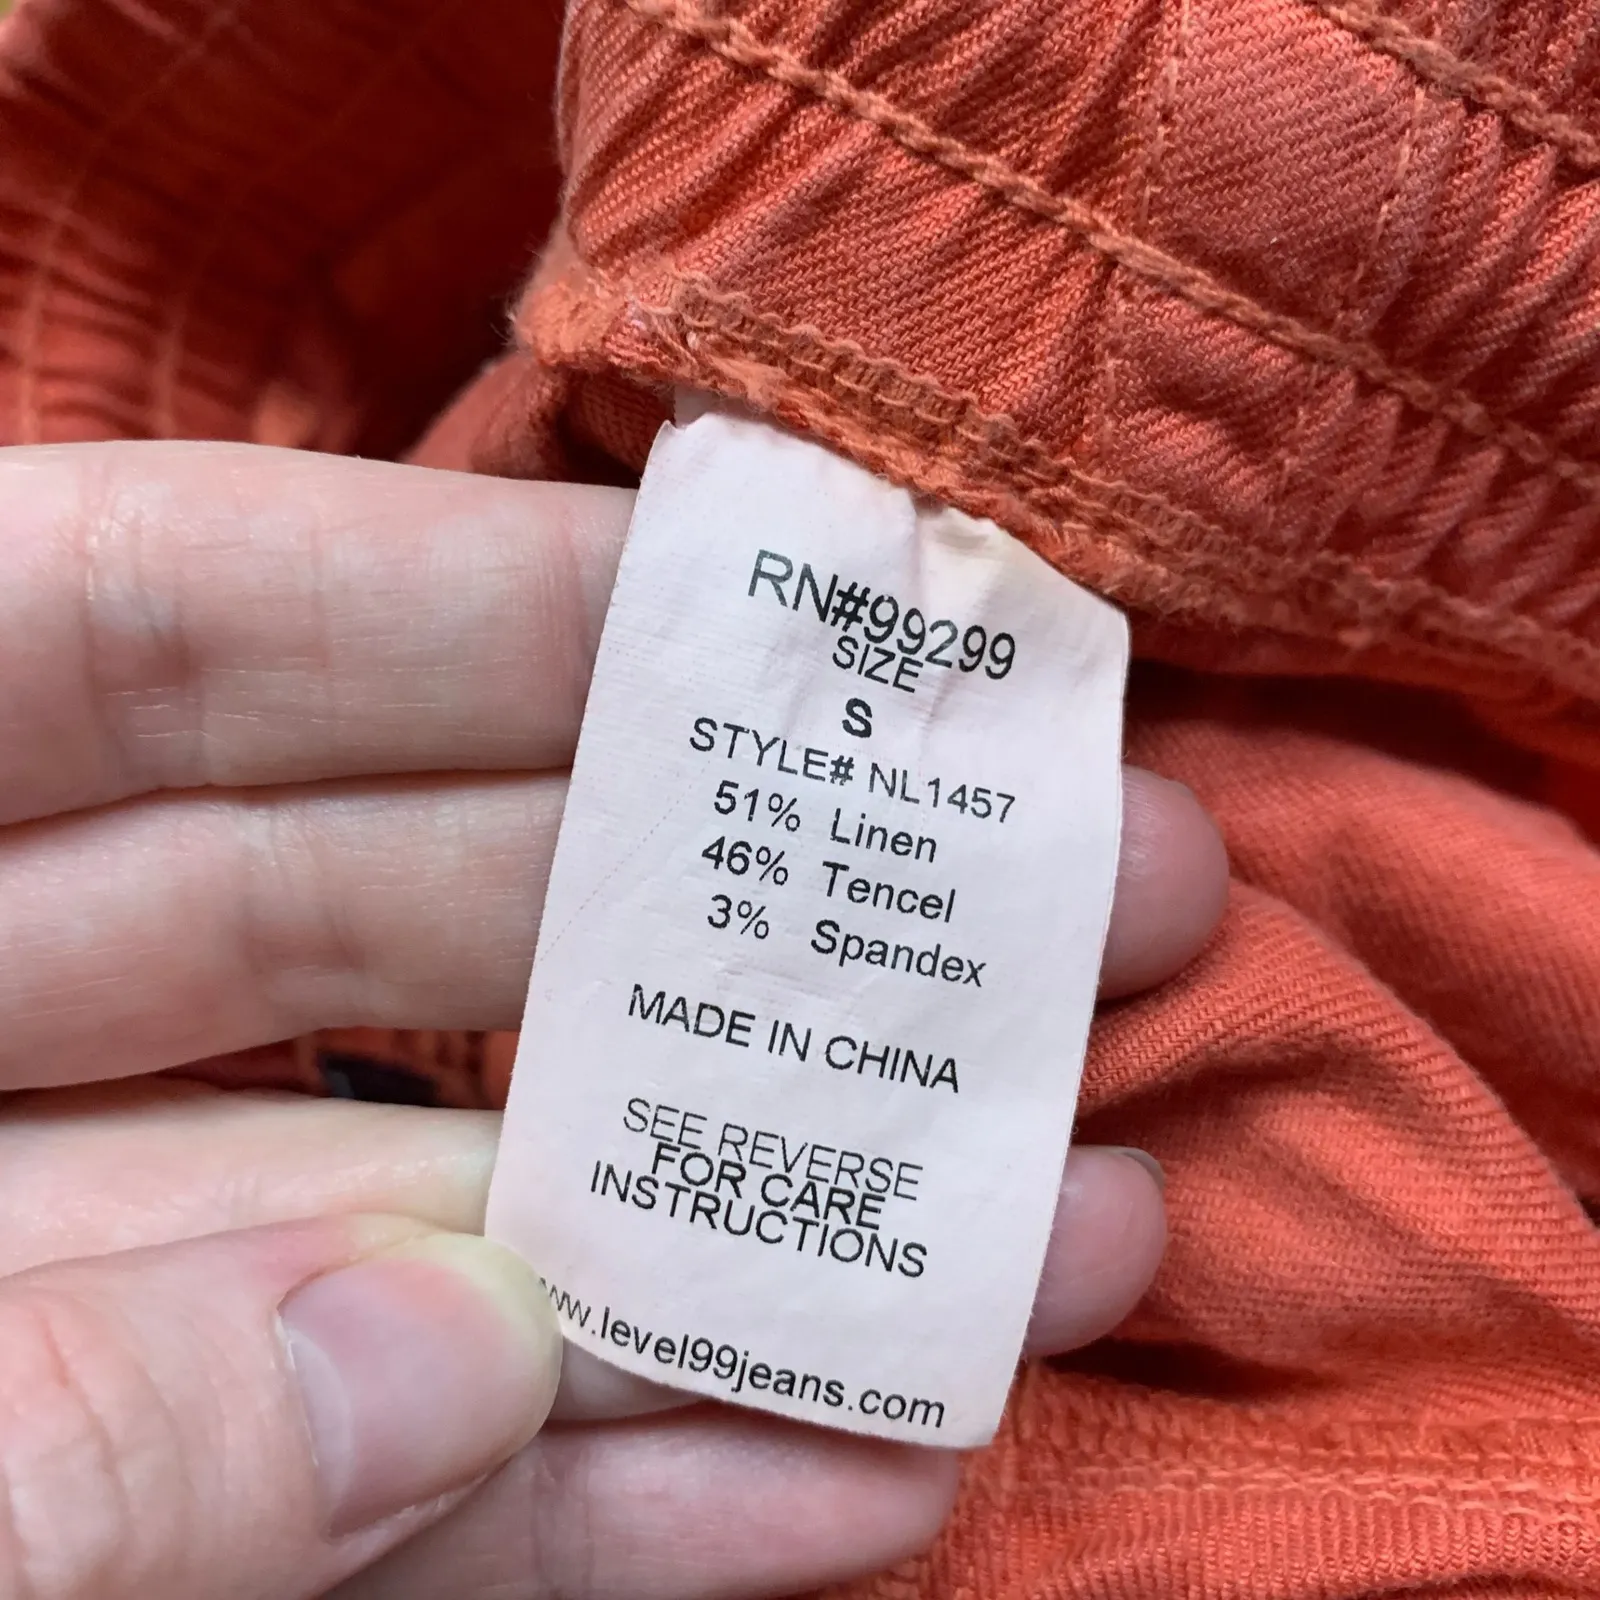 RN#99299
SIZE
S
STYLE# NL1457
51% Linen
46% Tencel
3% Spandex
MADE IN CHINA
SEE REVERSE
FOR CARE
INSTRUCTIONS
www.level99jeans.com